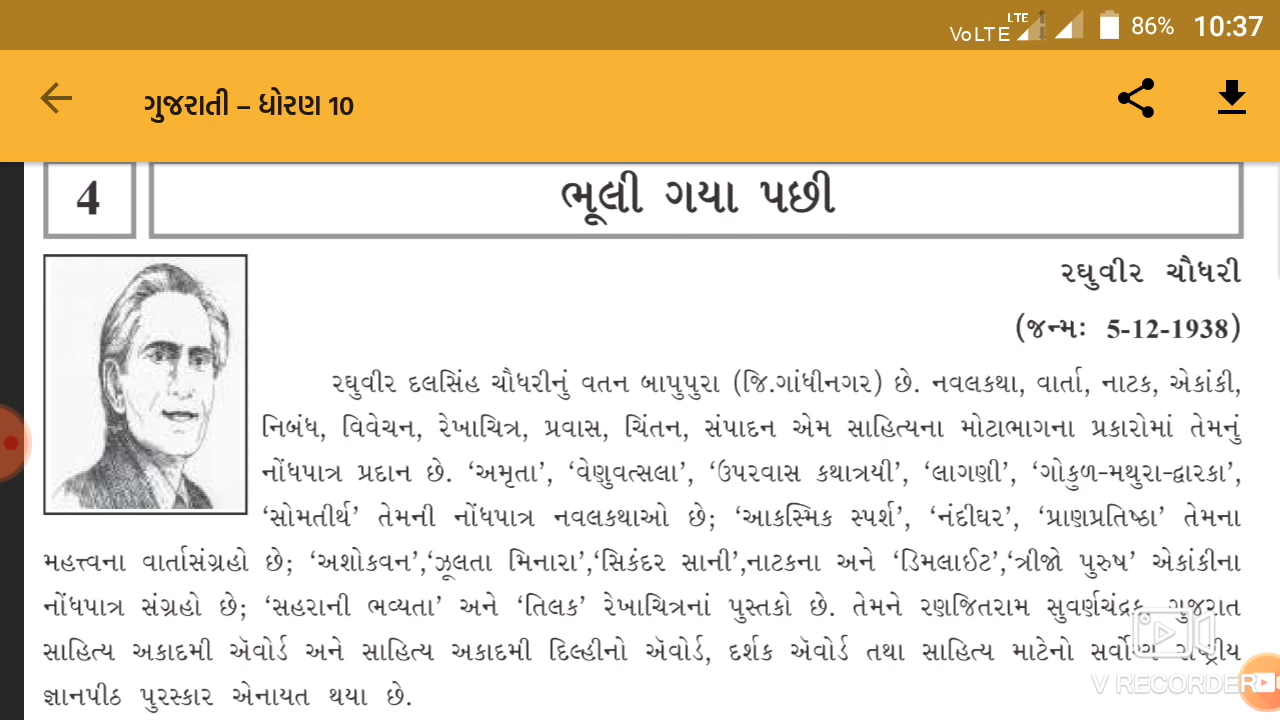 VoLTE LTE 86% 10:37
ગુજરાતી – ધોરણ 10
4 ભૂલી ગયા પછી
રઘુવીર ચૌધરી
(જન્મઃ 5-12-1938)
રઘુવીર દલસિંહ ચૌધરીનું વતન બાપુપુરા (જિ.ગાંધીનગર) છે. નવલકથા, વાર્તા, નાટક, એકાંકી,
નિબંધ, વિવેચન, રેખાચિત્ર, પ્રવાસ, ચિંતન, સંપાદન એમ સાહિત્યના મોટાભાગના પ્રકારોમાં તેમનું
નોંધપાત્ર પ્રદાન છે. ‘અમૃતા’, ‘વેણુવત્સલા’, ‘ઉપરવાસ કથાત્રયી’, ‘લાગણી’, ‘ગોકુળ-મથુરા-દ્વારકા’,
‘સોમતીર્થ’ તેમની નોંધપાત્ર નવલકથાઓ છે; ‘આકસ્મિક સ્પર્શ’, ‘નંદીઘર’, ‘પ્રાણપ્રતિષ્ઠા’ તેમના
મહત્ત્વના વાર્તાસંગ્રહો છે; ‘અશોકવન’,‘ઝૂલતા મિનારા’,‘સિકંદર સાની’,નાટકના અને ‘ડિમલાઈટ’,‘ત્રીજો પુરુષ’ એકાંકીના
નોંધપાત્ર સંગ્રહો છે; ‘સહરાની ભવ્યતા’ અને ‘તિલક’ રેખાચિત્રનાં પુસ્તકો છે. તેમને રણજિતરામ સુવર્ણચંદ્રક, ગુજરાત
સાહિત્ય અકાદમી ઍવોર્ડ અને સાહિત્ય અકાદમી દિલ્હીનો ઍવોર્ડ, દર્શક ઍવોર્ડ તથા સાહિત્ય માટેનો રાષ્ટ્રીય
જ્ઞાનપીઠ પુરસ્કાર એનાયત થયા છે.
V RECORDER